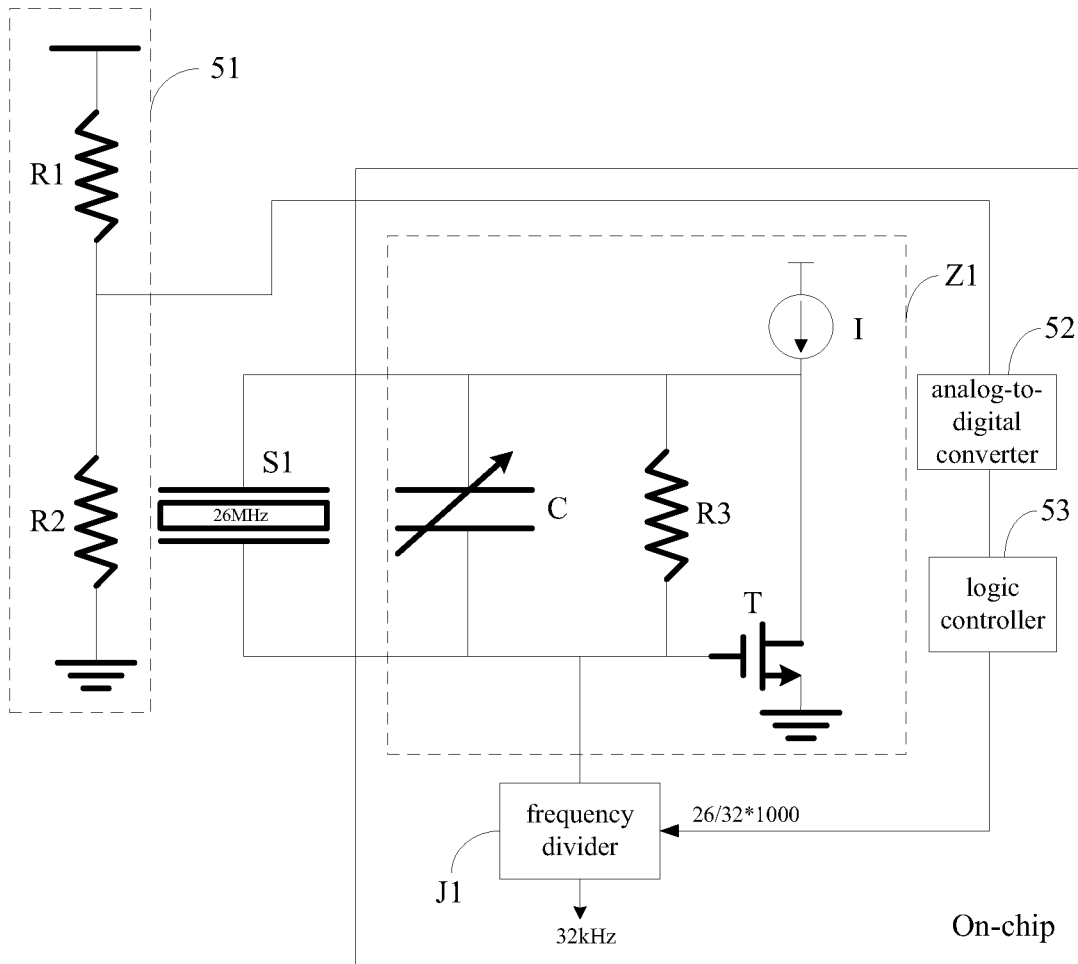 51
R1
Z1
I
52
analog-to-
digital
converter
S1
26MHz
C
R3
R2
53
logic
controller
T
frequency
divider
26/32*1000
J1
32kHz
On-chip